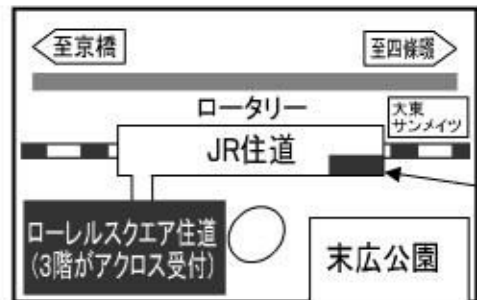 至京橋
至四條畷
ロータリー
大東
サンメイツ
JR住道
ローレルスクエア住道
(3階がアクロス受付)
末広公園